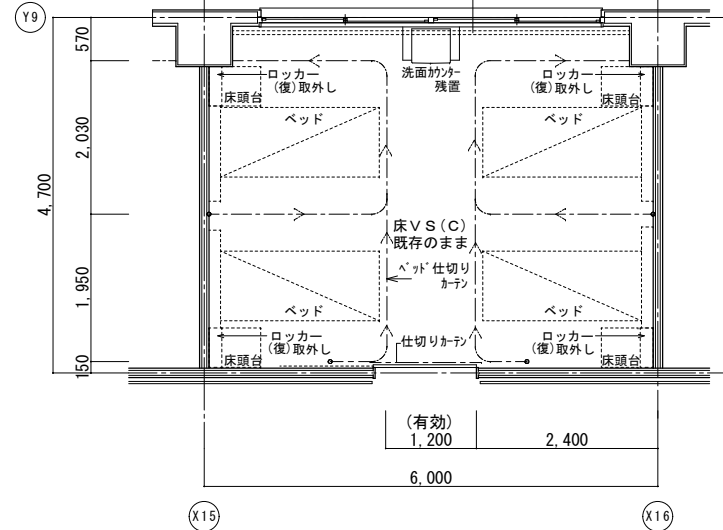 Y9
570
ロッカー
(復)取外し
床頭台
洗面カウンター
残置
ロッカー
(復)取外し
床頭台
ベッド
ベッド
2,030
4,700
床VS(C)
既存のまま
ベッド仕切り
カーテン
1,950
ベッド
ベッド
ロッカー
(復)取外し
床頭台
仕切りカーテン
ロッカー
(復)取外し
床頭台
150
(有効)
1,200
2,400
6,000
X15
X16